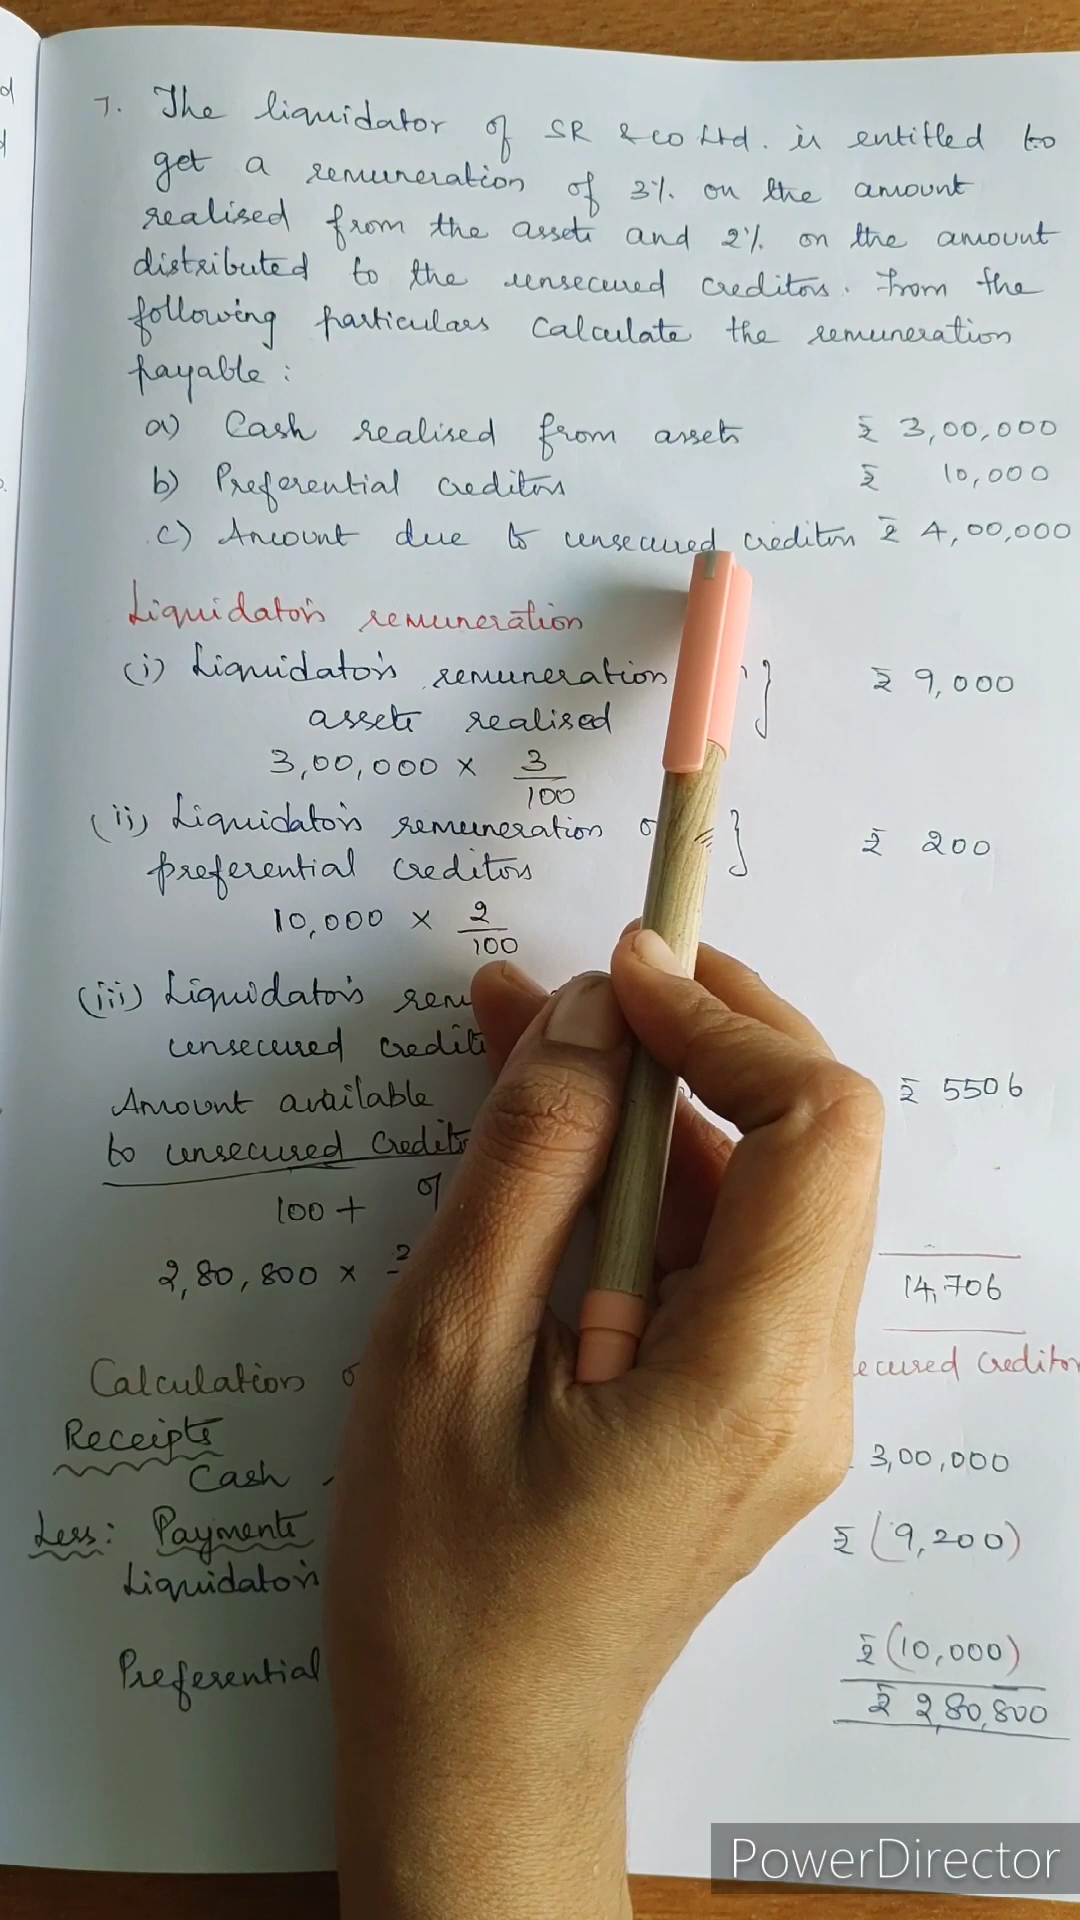 7. The liquidator of SR & co Ltd. is entitled to
get a remuneration of 3% on the amount
realised from the assets and 2% on the amount
distributed to the unsecured creditors. From the
following particulars calculate the remuneration
payable :
a) Cash realised from assets ₹ 3,00,000
b) Preferential creditors ₹ 10,000
c) Amount due to unsecured creditors ₹ 4,00,000
Liquidator's remuneration
(i) Liquidator's remuneration } ₹ 9,000
assets realised
3,00,000 × 3/100
(ii) Liquidator's remuneration } ₹ 200
preferential creditors
10,000 × 2/100
(iii) Liquidator's
unsecured
Amount available ₹ 5506
to unsecured
100 +
2,80,800 ×
14,706
Calculation
Receipts
Cash 3,00,000
Less: Payments ₹ (9,200)
Liquidator's
Preferential ₹ (10,000)
₹ 2,80,800
PowerDirector